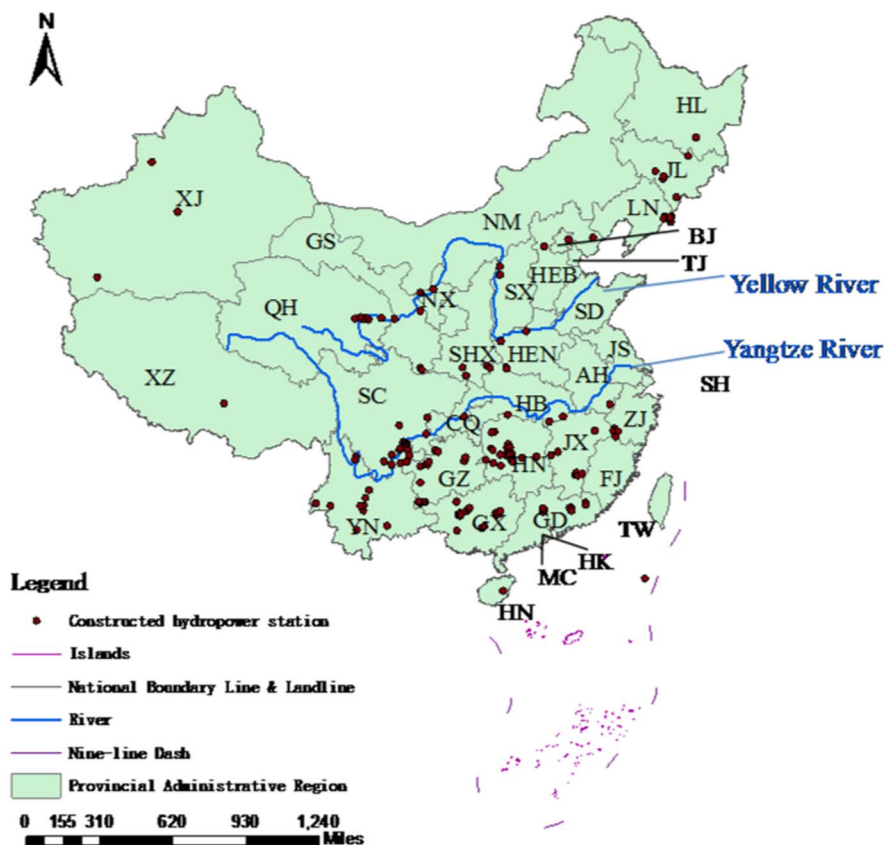 N
HL
JL
XJ
LN
NM
GS
BJ
TJ
HEB
NX
SX
Yellow River
QH
SD
SHX
HEN
JS
Yangtze River
XZ
AH
SH
SC
HB
CQ
ZJ
JX
HN
GZ
FJ
YN
GX
GD
TW
HK
MC
HN
Legend
Constructed hydropower station
Islands
National Boundary Line & Landline
River
Nine-line Dash
Provincial Administrative Region
0 155 310 620 930 1,240
Miles